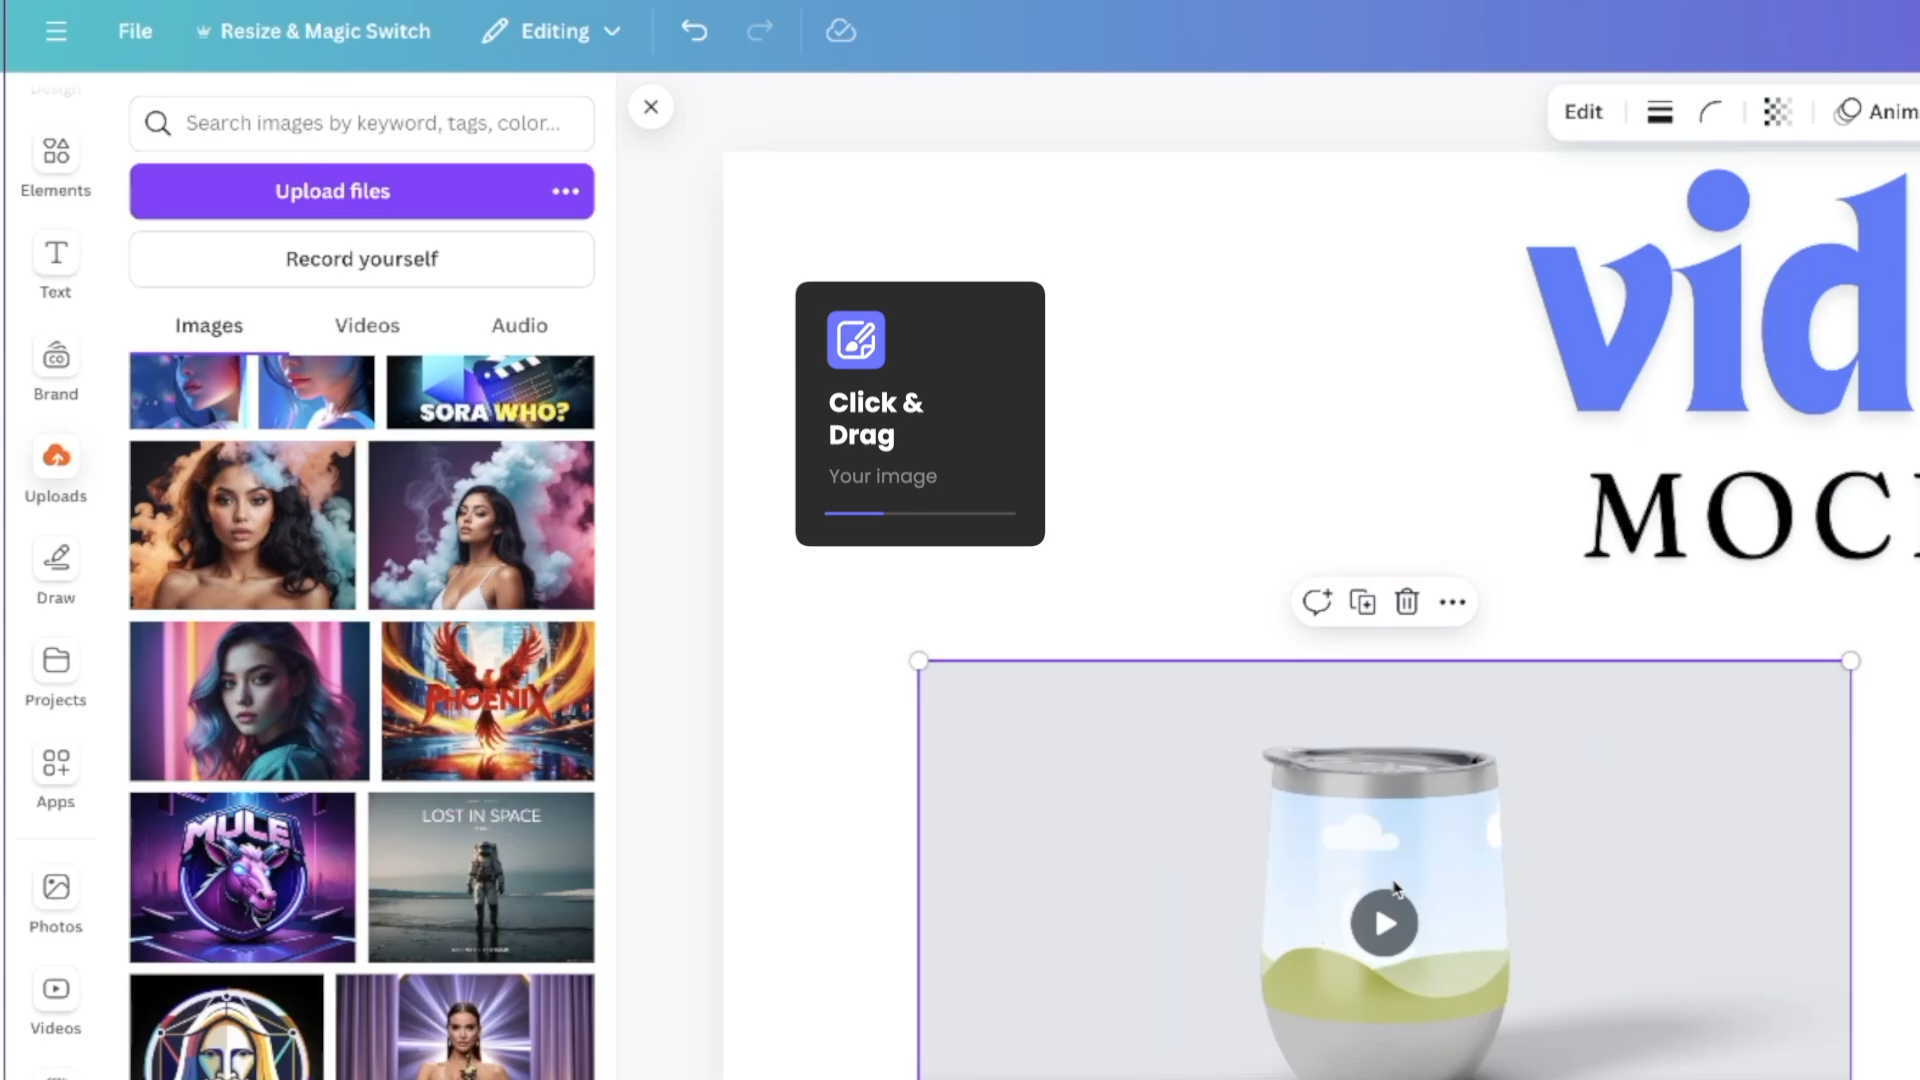 File
Resize & Magic Switch
Editing
Design
Elements
Text
Brand
Uploads
Draw
Projects
Apps
Photos
Videos
Search images by keyword, tags, color...
Upload files
Record yourself
Images
Videos
Audio
SORA WHO?
PHOENIX
MULE
LOST IN SPACE
Edit
Anim
Click &
Drag
Your image
vid
MOC